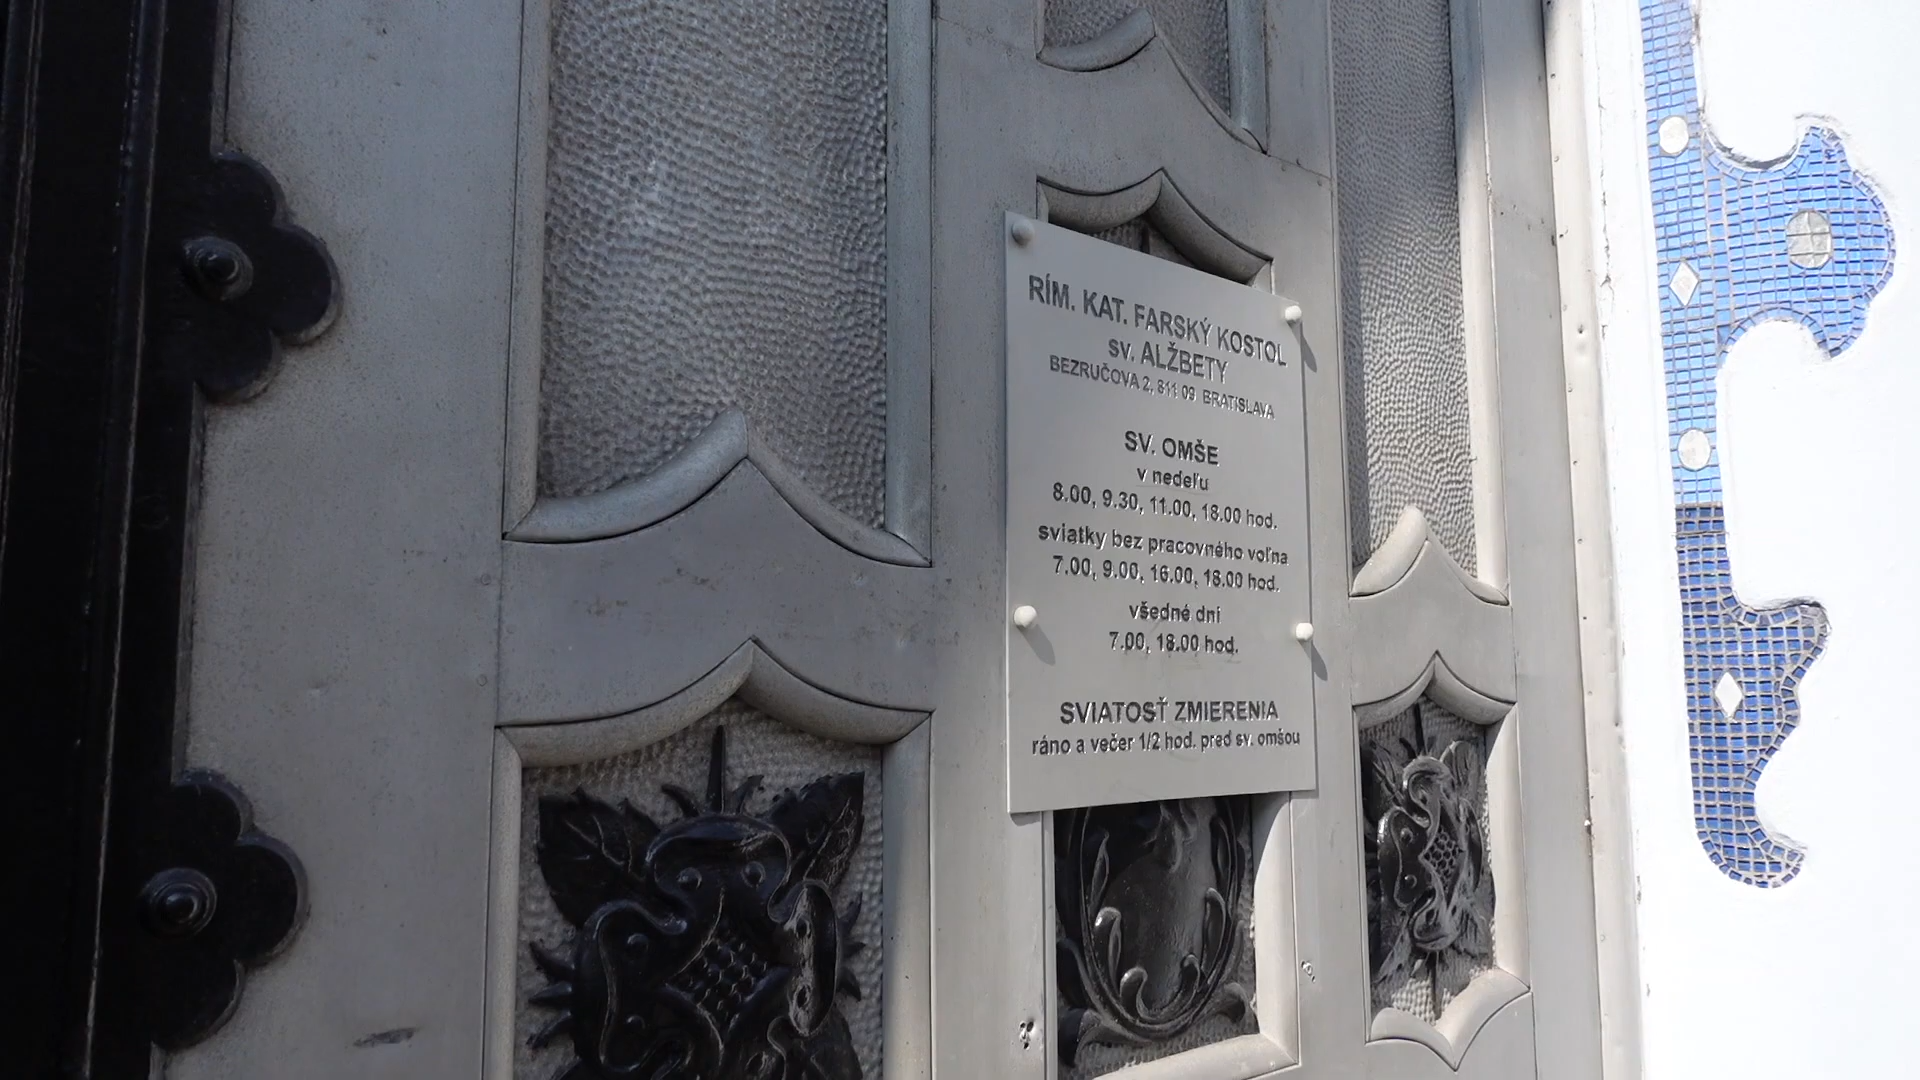 RÍM. KAT. FARSKÝ KOSTOL
sv. ALŽBETY
BEZRUČOVA 2, 811 09 BRATISLAVA
SV. OMŠE
v nedeľu
8.00, 9.30, 11.00, 18.00 hod.
sviatky bez pracovného voľna
7.00, 9.00, 16.00, 18.00 hod.
všedné dni
7.00, 18.00 hod.
SVIATOSŤ ZMIERENIA
ráno a večer 1/2 hod. pred sv. omšou